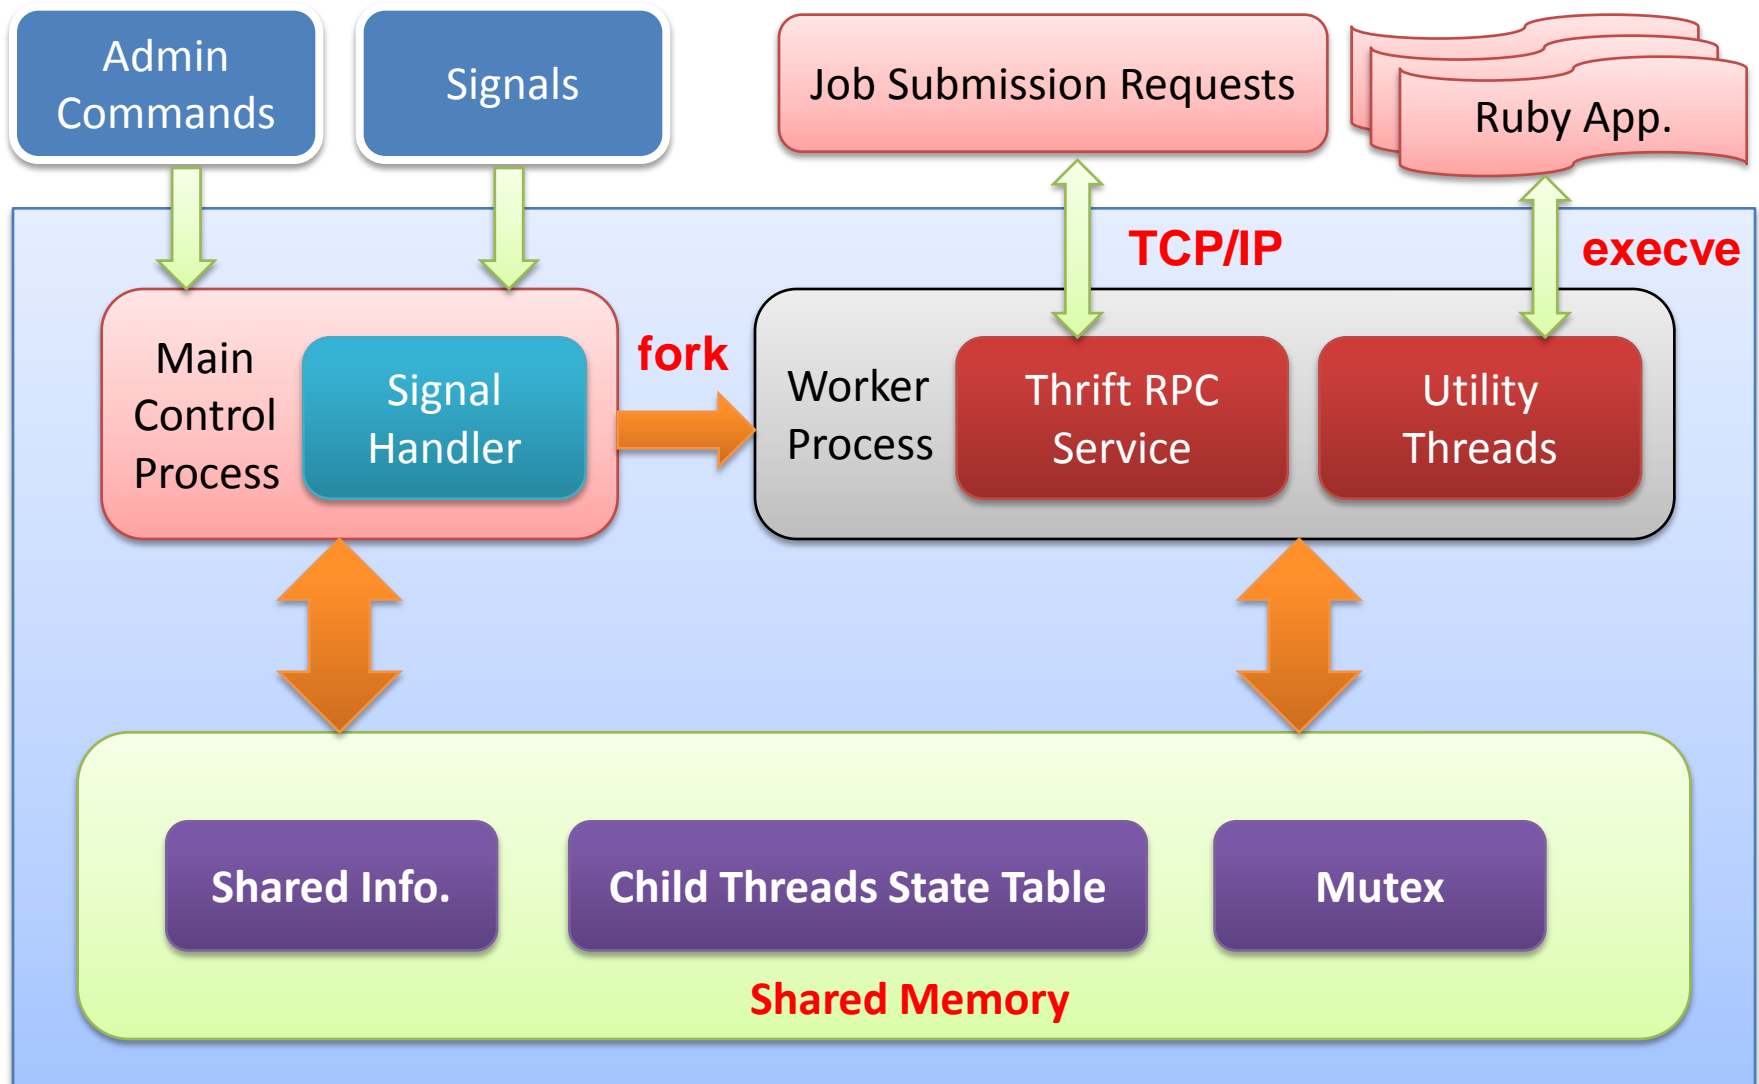 Admin
Commands
Signals
Job Submission Requests
Ruby App.
TCP/IP
execve
Main
Control
Process
Signal
Handler
fork
Worker
Process
Thrift RPC
Service
Utility
Threads
Shared Info.
Child Threads State Table
Mutex
Shared Memory